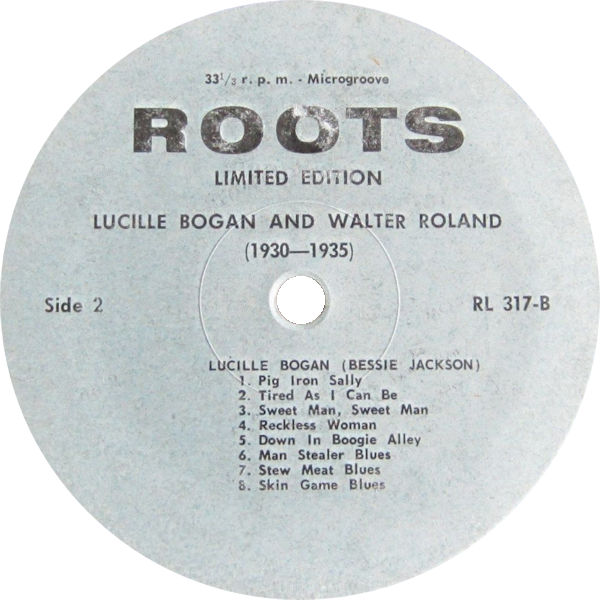 33⅓ r. p. m. - Microgroove
ROOTS
LIMITED EDITION
LUCILLE BOGAN AND WALTER ROLAND
(1930—1935)
Side 2
RL 317-B
LUCILLE BOGAN (BESSIE JACKSON)
1. Pig Iron Sally
2. Tired As I Can Be
3. Sweet Man, Sweet Man
4. Reckless Woman
5. Down In Boogie Alley
6. Man Stealer Blues
7. Stew Meat Blues
8. Skin Game Blues